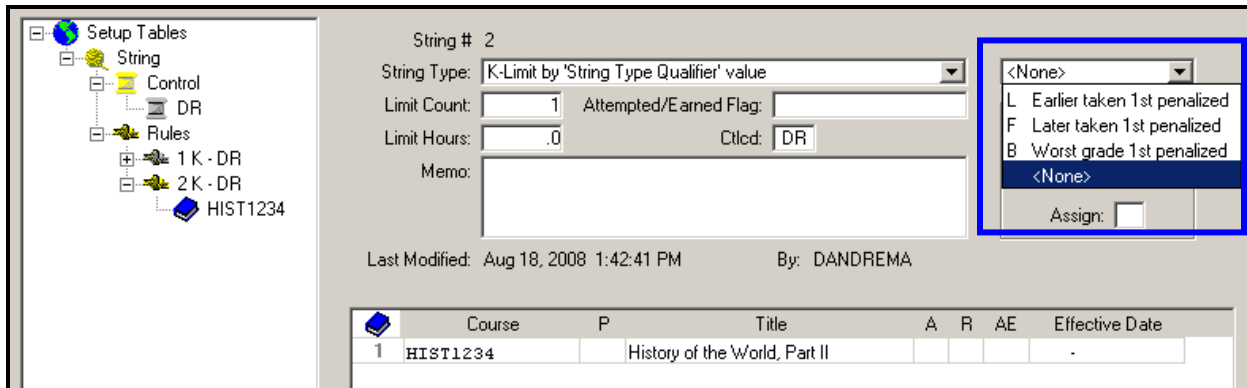 Setup Tables
String
Control
DR
Rules
1 K - DR
2 K - DR
HIST1234
String # 2
String Type: K-Limit by 'String Type Qualifier' value
Limit Count: 1 Attempted/Earned Flag:
Limit Hours: .0 Ctlcd: DR
Memo:
<None>
L Earlier taken 1st penalized
F Later taken 1st penalized
B Worst grade 1st penalized
<None>
Assign:
Last Modified: Aug 18, 2008 1:42:41 PM By: DANDREMA
Course P Title A R AE Effective Date
1 HIST1234 History of the World, Part II -